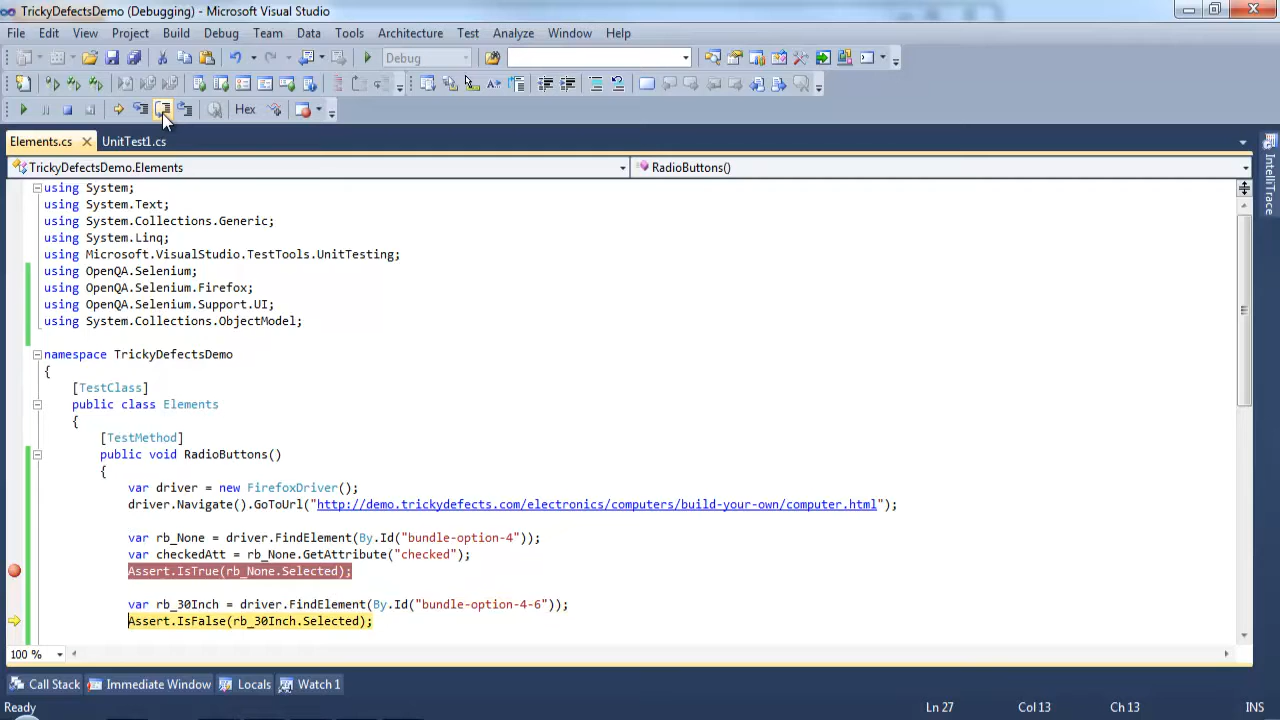 TrickyDefectsDemo (Debugging) - Microsoft Visual Studio
File Edit View Project Build Debug Team Data Tools Architecture Test Analyze Window Help
Debug
Hex
Elements.cs UnitTest1.cs
TrickyDefectsDemo.Elements RadioButtons()
IntelliTrace
using System;
using System.Text;
using System.Collections.Generic;
using System.Linq;
using Microsoft.VisualStudio.TestTools.UnitTesting;
using OpenQA.Selenium;
using OpenQA.Selenium.Firefox;
using OpenQA.Selenium.Support.UI;
using System.Collections.ObjectModel;
namespace TrickyDefectsDemo
{
[TestClass]
public class Elements
{
[TestMethod]
public void RadioButtons()
{
var driver = new FirefoxDriver();
driver.Navigate().GoToUrl("http://demo.trickydefects.com/electronics/computers/build-your-own/computer.html");
var rb_None = driver.FindElement(By.Id("bundle-option-4"));
var checkedAtt = rb_None.GetAttribute("checked");
Assert.IsTrue(rb_None.Selected);
var rb_30Inch = driver.FindElement(By.Id("bundle-option-4-6"));
Assert.IsFalse(rb_30Inch.Selected);
100 %
Call Stack Immediate Window Locals Watch 1
Ready Ln 27 Col 13 Ch 13 INS